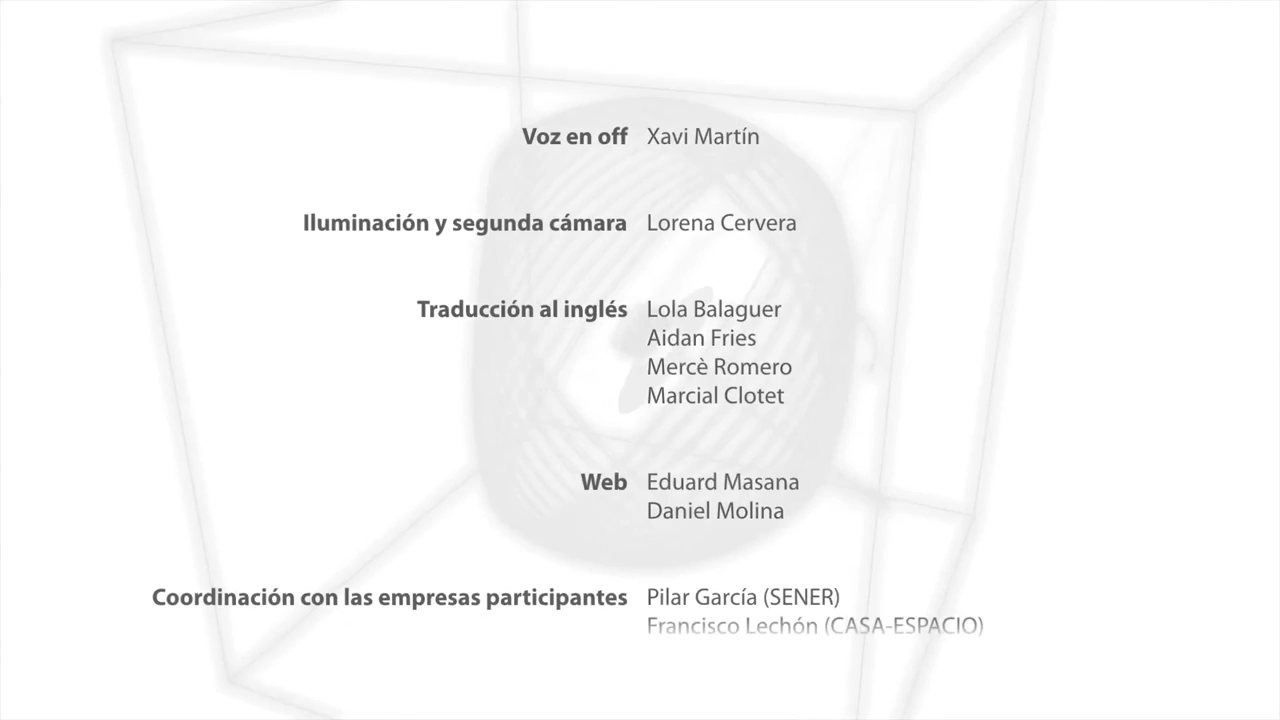 Voz en off Xavi Martín
Iluminación y segunda cámara Lorena Cervera
Traducción al inglés Lola Balaguer
Aidan Fries
Mercè Romero
Marcial Clotet
Web Eduard Masana
Daniel Molina
Coordinación con las empresas participantes Pilar García (SENER)
Francisco Lechón (CASA-ESPACIO)